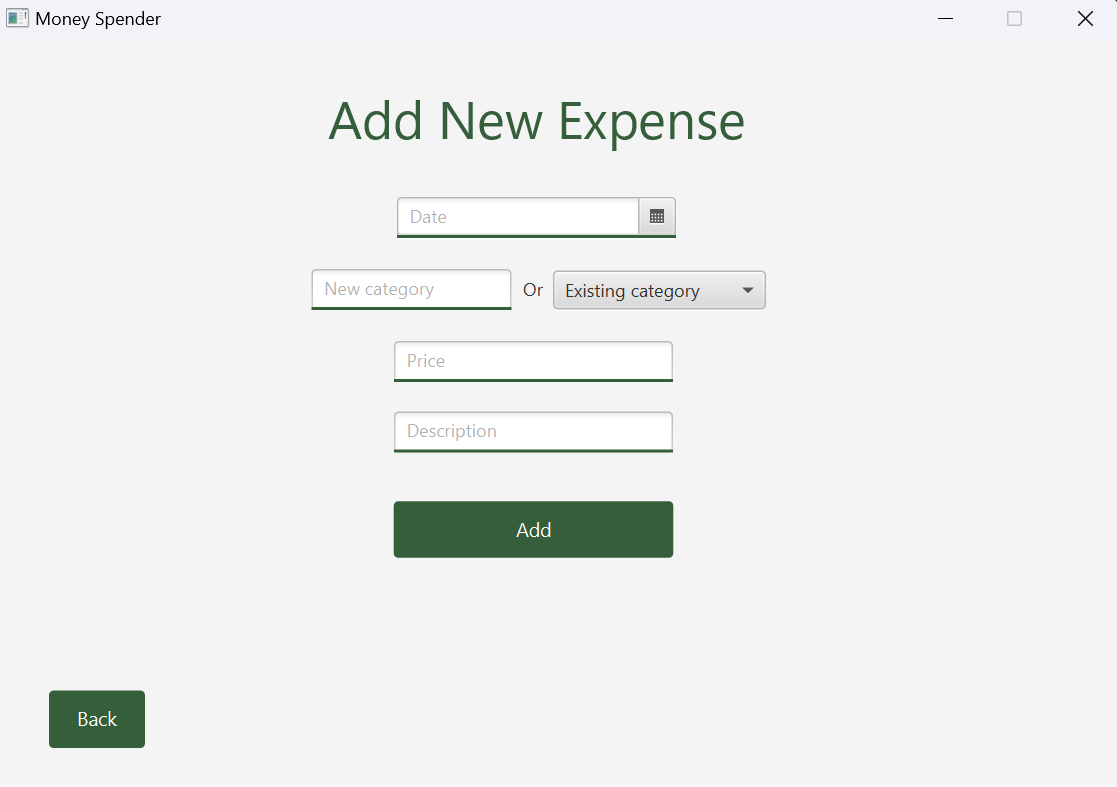 Money Spender
Add New Expense
Date
New category Or Existing category
Price
Description
Add
Back